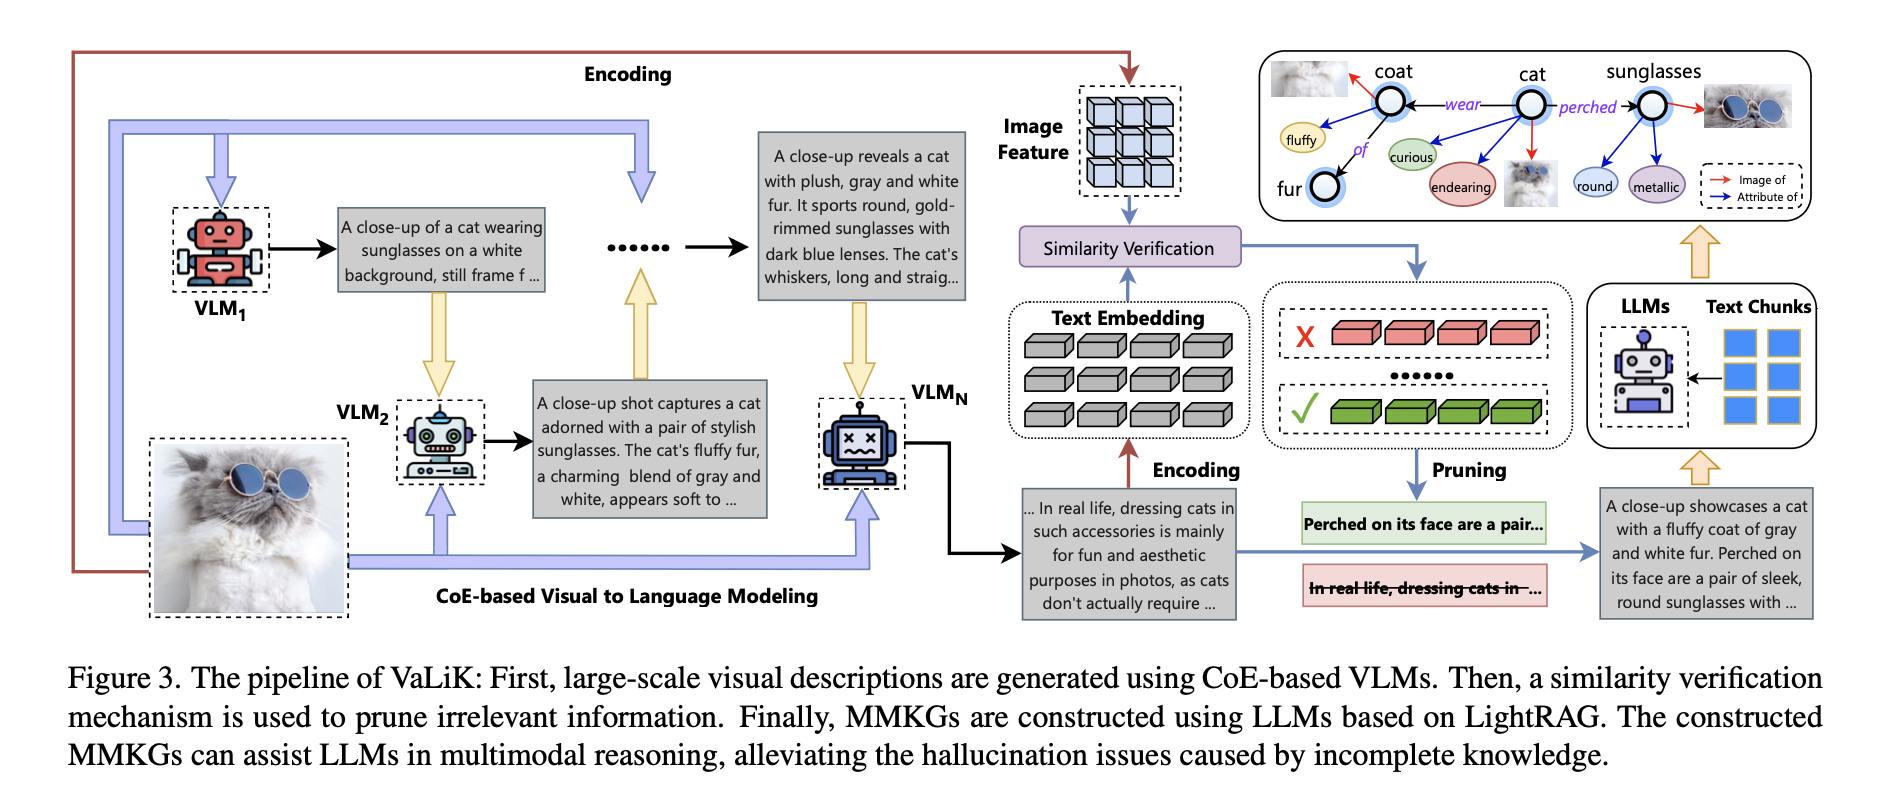 Encoding
VLM1
A close-up of a cat wearing
sunglasses on a white
background, still frame f ...
A close-up reveals a cat
with plush, gray and white
fur. It sports round, gold-
rimmed sunglasses with
dark blue lenses. The cat's
whiskers, long and straig...
VLM2
A close-up shot captures a cat
adorned with a pair of stylish
sunglasses. The cat's fluffy fur,
a charming blend of gray and
white, appears soft to ...
VLMN
CoE-based Visual to Language Modeling
Image
Feature
Similarity Verification
Text Embedding
Encoding
... In real life, dressing cats in
such accessories is mainly
for fun and aesthetic
purposes in photos, as cats
don't actually require ...
X
Pruning
Perched on its face are a pair...
In real life, dressing cats in ...
A close-up showcases a cat
with a fluffy coat of gray
and white fur. Perched on
its face are a pair of sleek,
round sunglasses with ...
LLMs
Text Chunks
coat
cat
sunglasses
wear
perched
fluffy
of
curious
fur
endearing
round
metallic
Image of
Attribute of
Figure 3. The pipeline of VaLiK: First, large-scale visual descriptions are generated using CoE-based VLMs. Then, a similarity verification
mechanism is used to prune irrelevant information. Finally, MMKGs are constructed using LLMs based on LightRAG. The constructed
MMKGs can assist LLMs in multimodal reasoning, alleviating the hallucination issues caused by incomplete knowledge.